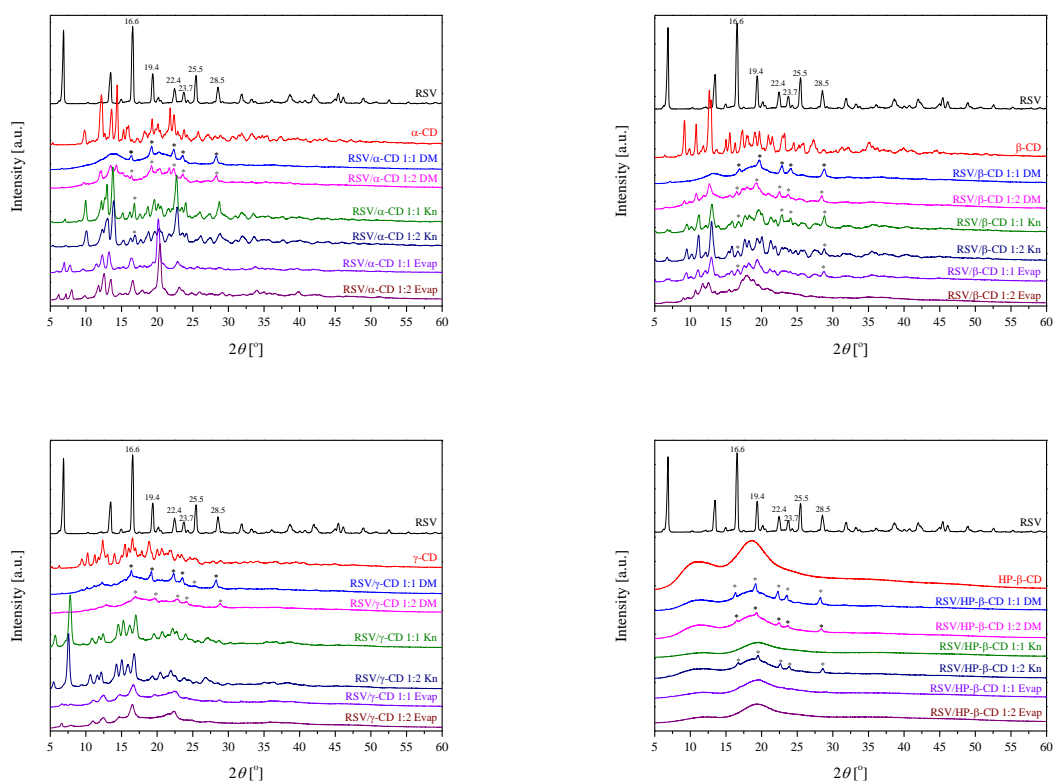 16.6
19.4
22.4
23.7
25.5
28.5
RSV
α-CD
RSV/α-CD 1:1 DM
RSV/α-CD 1:2 DM
RSV/α-CD 1:1 Kn
RSV/α-CD 1:2 Kn
RSV/α-CD 1:1 Evap
RSV/α-CD 1:2 Evap
Intensity [a.u.]
5 10 15 20 25 30 35 40 45 50 55 60
2θ [°]
16.6
19.4
22.4
23.7
25.5
28.5
RSV
β-CD
RSV/β-CD 1:1 DM
RSV/β-CD 1:2 DM
RSV/β-CD 1:1 Kn
RSV/β-CD 1:2 Kn
RSV/β-CD 1:1 Evap
RSV/β-CD 1:2 Evap
Intensity [a.u.]
5 10 15 20 25 30 35 40 45 50 55 60
2θ [°]
16.6
19.4
22.4
23.7
25.5
28.5
RSV
γ-CD
RSV/γ-CD 1:1 DM
RSV/γ-CD 1:2 DM
RSV/γ-CD 1:1 Kn
RSV/γ-CD 1:2 Kn
RSV/γ-CD 1:1 Evap
RSV/γ-CD 1:2 Evap
Intensity [a.u.]
5 10 15 20 25 30 35 40 45 50 55 60
2θ [°]
16.6
19.4
22.4
23.7
25.5
28.5
RSV
HP-β-CD
RSV/HP-β-CD 1:1 DM
RSV/HP-β-CD 1:2 DM
RSV/HP-β-CD 1:1 Kn
RSV/HP-β-CD 1:2 Kn
RSV/HP-β-CD 1:1 Evap
RSV/HP-β-CD 1:2 Evap
Intensity [a.u.]
5 10 15 20 25 30 35 40 45 50 55 60
2θ [°]